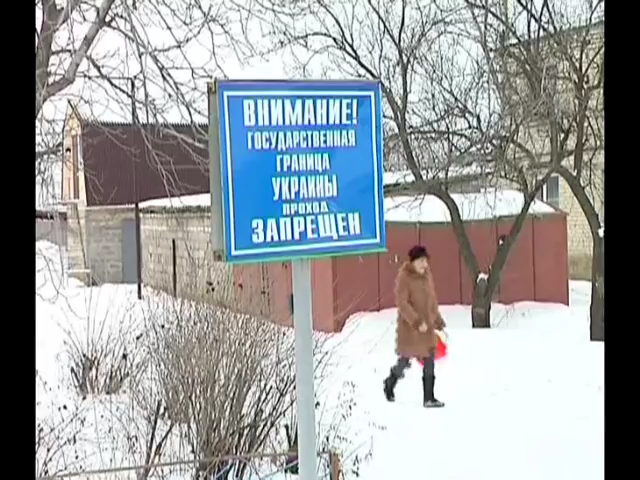 ВНИМАНИЕ!
ГОСУДАРСТВЕННАЯ
ГРАНИЦА
УКРАИНЫ
ПРОХОД
ЗАПРЕЩЕН